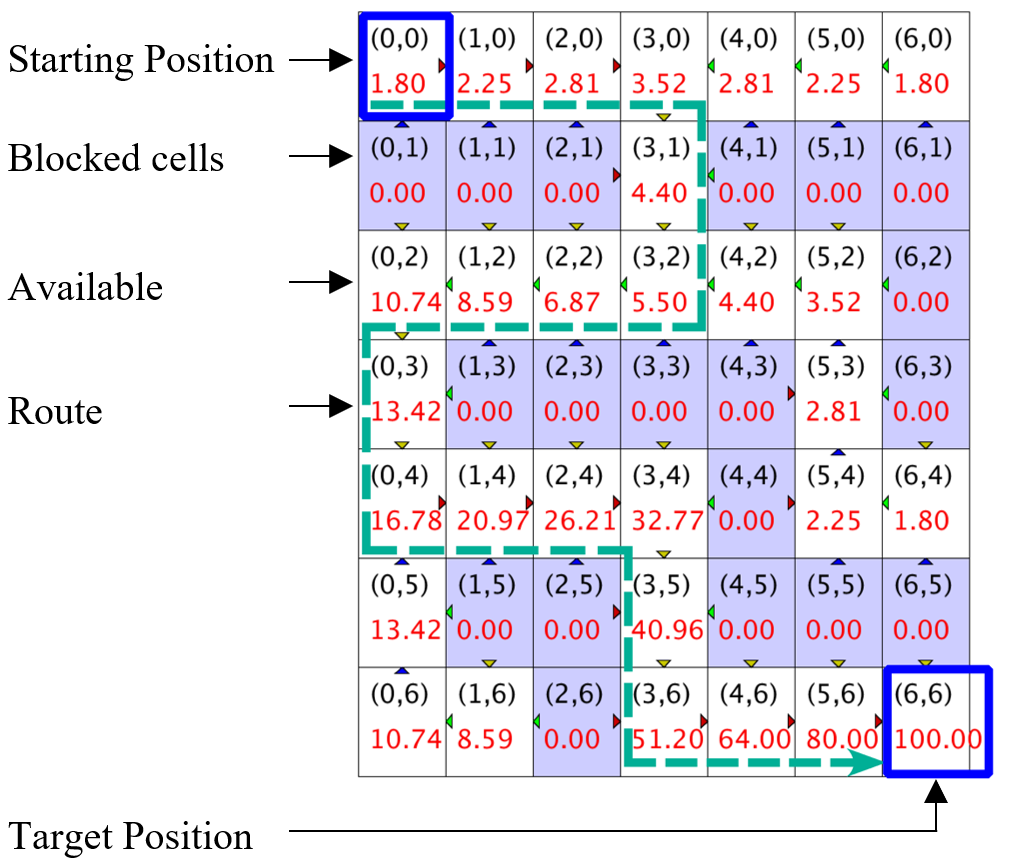 Starting Position
Blocked cells
Available
Route
Target Position
(0,0) (1,0) (2,0) (3,0) (4,0) (5,0) (6,0)
1.80 2.25 2.81 3.52 2.81 2.25 1.80
(0,1) (1,1) (2,1) (3,1) (4,1) (5,1) (6,1)
0.00 0.00 0.00 4.40 0.00 0.00 0.00
(0,2) (1,2) (2,2) (3,2) (4,2) (5,2) (6,2)
10.74 8.59 6.87 5.50 4.40 3.52 0.00
(0,3) (1,3) (2,3) (3,3) (4,3) (5,3) (6,3)
13.42 0.00 0.00 0.00 0.00 2.81 0.00
(0,4) (1,4) (2,4) (3,4) (4,4) (5,4) (6,4)
16.78 20.97 26.21 32.77 0.00 2.25 1.80
(0,5) (1,5) (2,5) (3,5) (4,5) (5,5) (6,5)
13.42 0.00 0.00 40.96 0.00 0.00 0.00
(0,6) (1,6) (2,6) (3,6) (4,6) (5,6) (6,6)
10.74 8.59 0.00 51.20 64.00 80.00 100.00